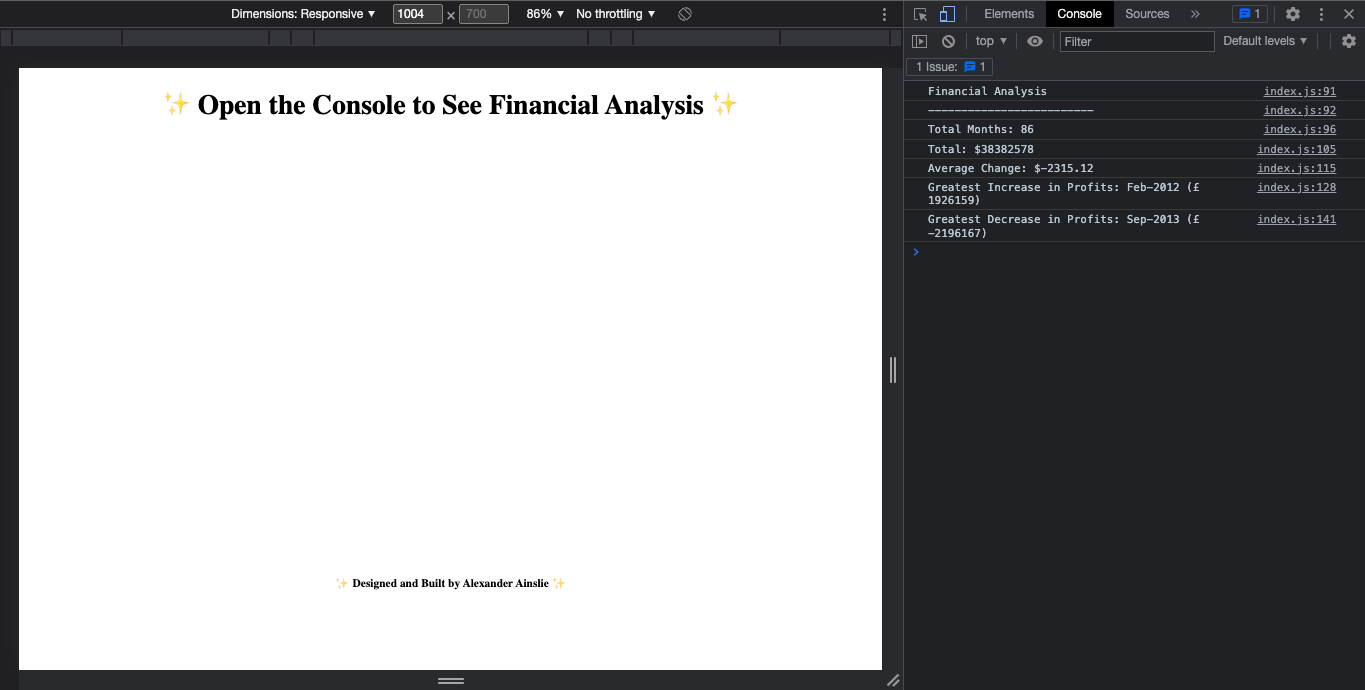 Dimensions: Responsive ▼ 1004 × 700 86% ▼ No throttling ▼
Elements Console Sources » 1
top ▼ Filter Default levels ▼
1 Issue: 1
✨ Open the Console to See Financial Analysis ✨
Financial Analysis index.js:91
------------------------- index.js:92
Total Months: 86 index.js:96
Total: $38382578 index.js:105
Average Change: $-2315.12 index.js:115
Greatest Increase in Profits: Feb-2012 (£ index.js:128
1926159)
Greatest Decrease in Profits: Sep-2013 (£ index.js:141
-2196167)
✨ Designed and Built by Alexander Ainslie ✨